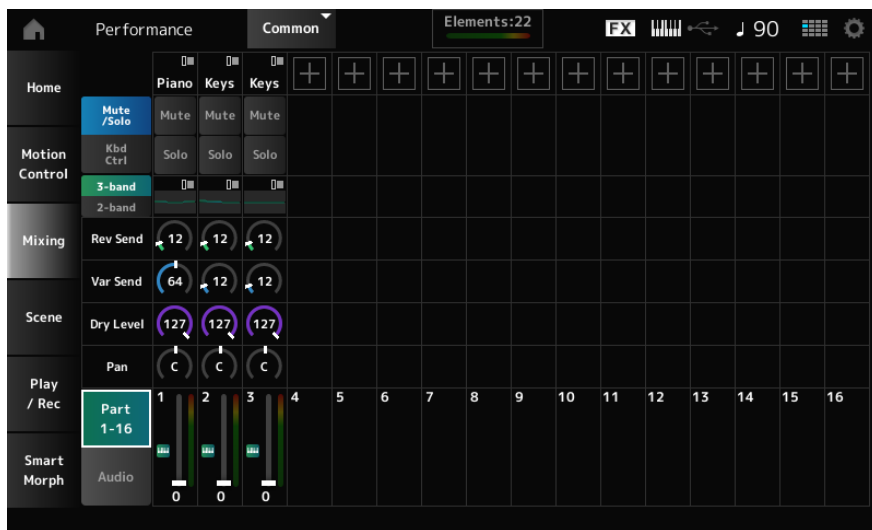 Performance
Common
Elements:22
FX
90
Home
Piano Keys Keys
Mute
/Solo
Mute Mute Mute
Kbd
Ctrl
Solo Solo Solo
Motion
Control
3-band
2-band
Mixing
Rev Send 12 12 12
Var Send 64 12 12
Scene
Dry Level 127 127 127
Pan C C C
Play
/ Rec
Part
1-16
1 2 3 4 5 6 7 8 9 10 11 12 13 14 15 16
Smart
Morph
Audio
0 0 0